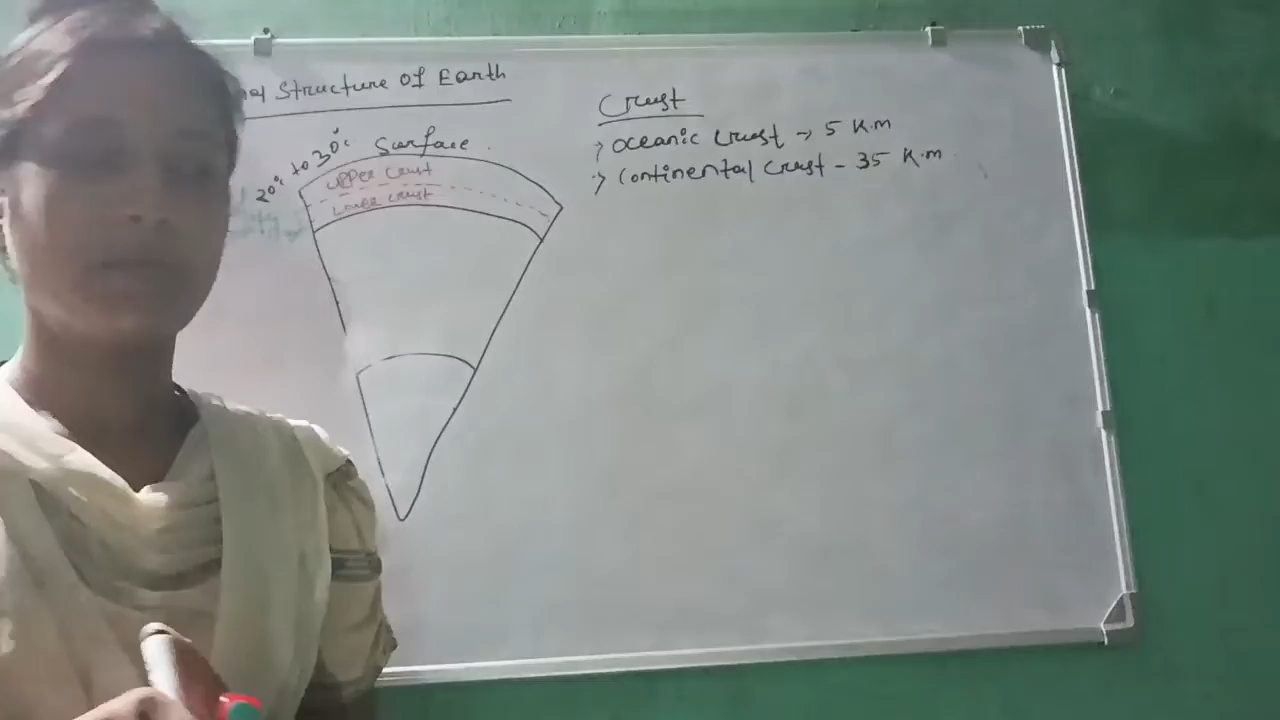 Structure Of Earth
20°c to 30°c
Surface
upper crust
Lower crust
Crust
→ oceanic crust → 5 K.m
→ Continental crust - 35 K.m